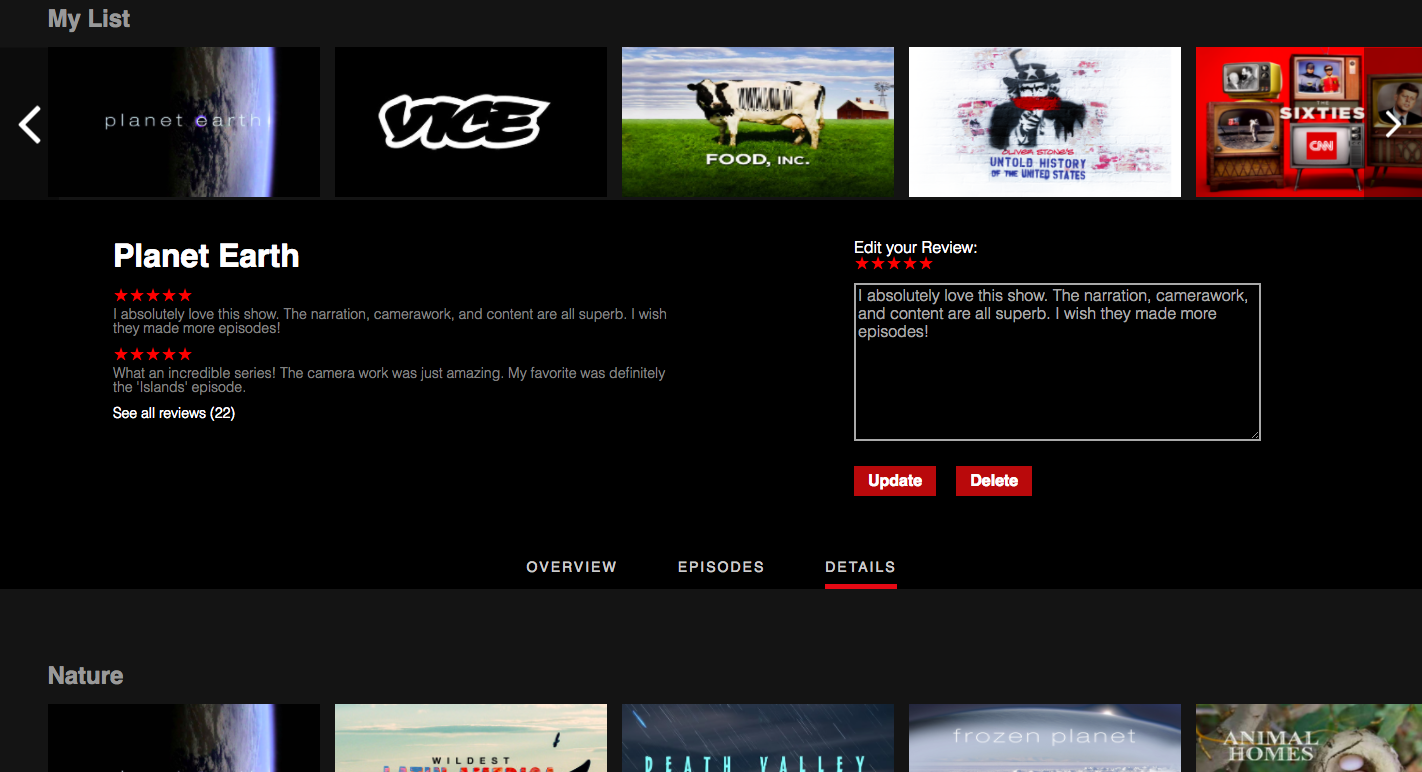 My List
planet earth
VICE
FOOD, INC.
OLIVER STONE'S
UNTOLD HISTORY
OF THE UNITED STATES
THE
SIXTIES
CNN
Planet Earth
★★★★★
I absolutely love this show. The narration, camerawork, and content are all superb. I wish
they made more episodes!
★★★★★
What an incredible series! The camera work was just amazing. My favorite was definitely
the 'Islands' episode.
See all reviews (22)
Edit your Review:
★★★★★
I absolutely love this show. The narration, camerawork,
and content are all superb. I wish they made more
episodes!
Update Delete
OVERVIEW EPISODES DETAILS
Nature
WILDEST
LATIN AMERICA
DEATH VALLEY
frozen planet
ANIMAL
HOMES